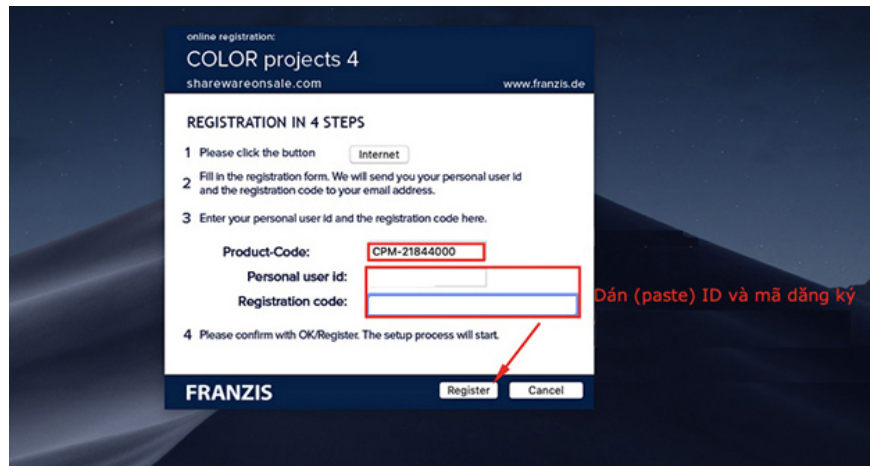 online registration:
COLOR projects 4
sharewareonsale.com
www.franzis.de
REGISTRATION IN 4 STEPS
1 Please click the button Internet
2 Fill in the registration form. We will send you your personal user id
and the registration code to your email address.
3 Enter your personal user id and the registration code here.
Product-Code: CPM-21844000
Personal user id:
Registration code:
Dán (paste) ID và mã dăng ký
4 Please confirm with OK/Register. The setup process will start.
FRANZIS
Register Cancel